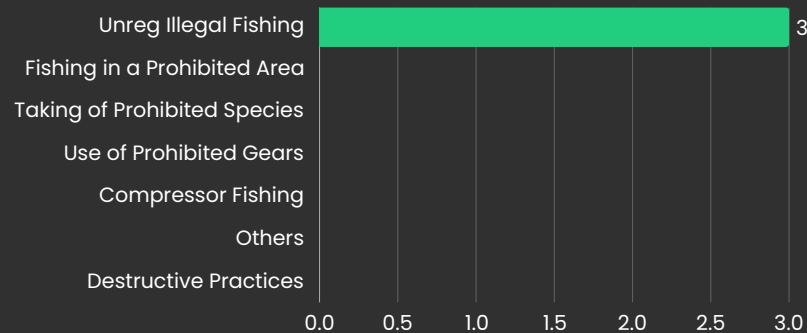 Unreg Illegal Fishing
3
Fishing in a Prohibited Area
Taking of Prohibited Species
Use of Prohibited Gears
Compressor Fishing
Others
Destructive Practices
0.0 0.5 1.0 1.5 2.0 2.5 3.0